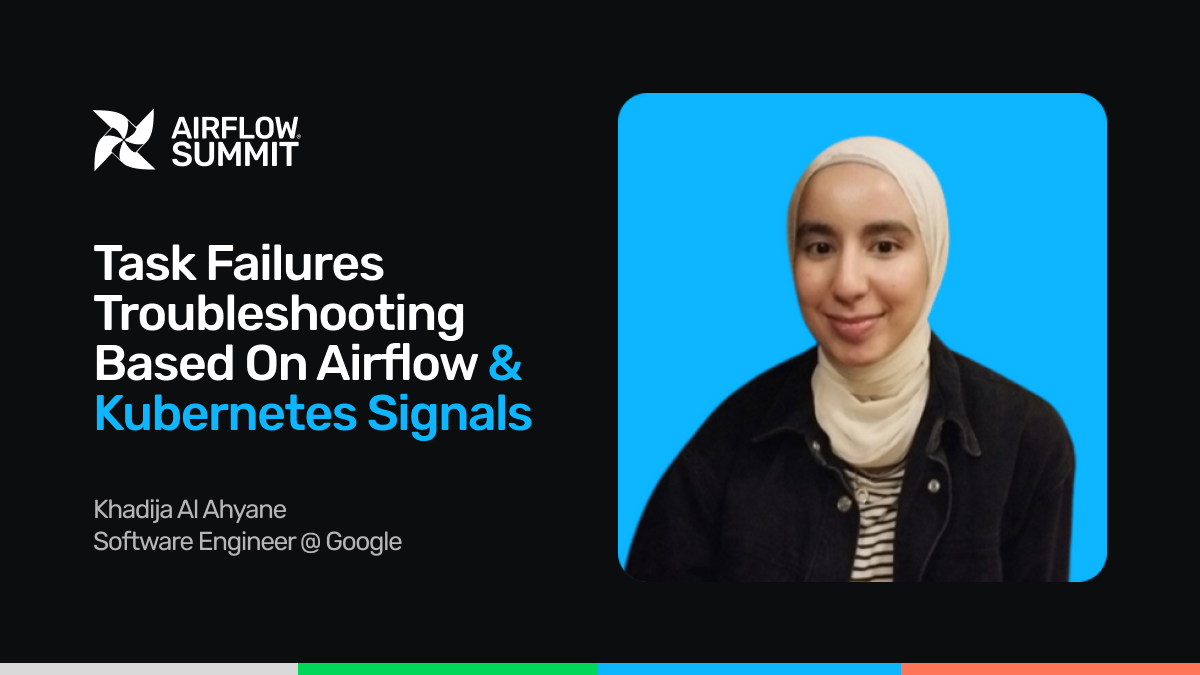 AIRFLOW
SUMMIT
Task Failures
Troubleshooting
Based On Airflow &
Kubernetes Signals
Khadija Al Ahyane
Software Engineer @ Google